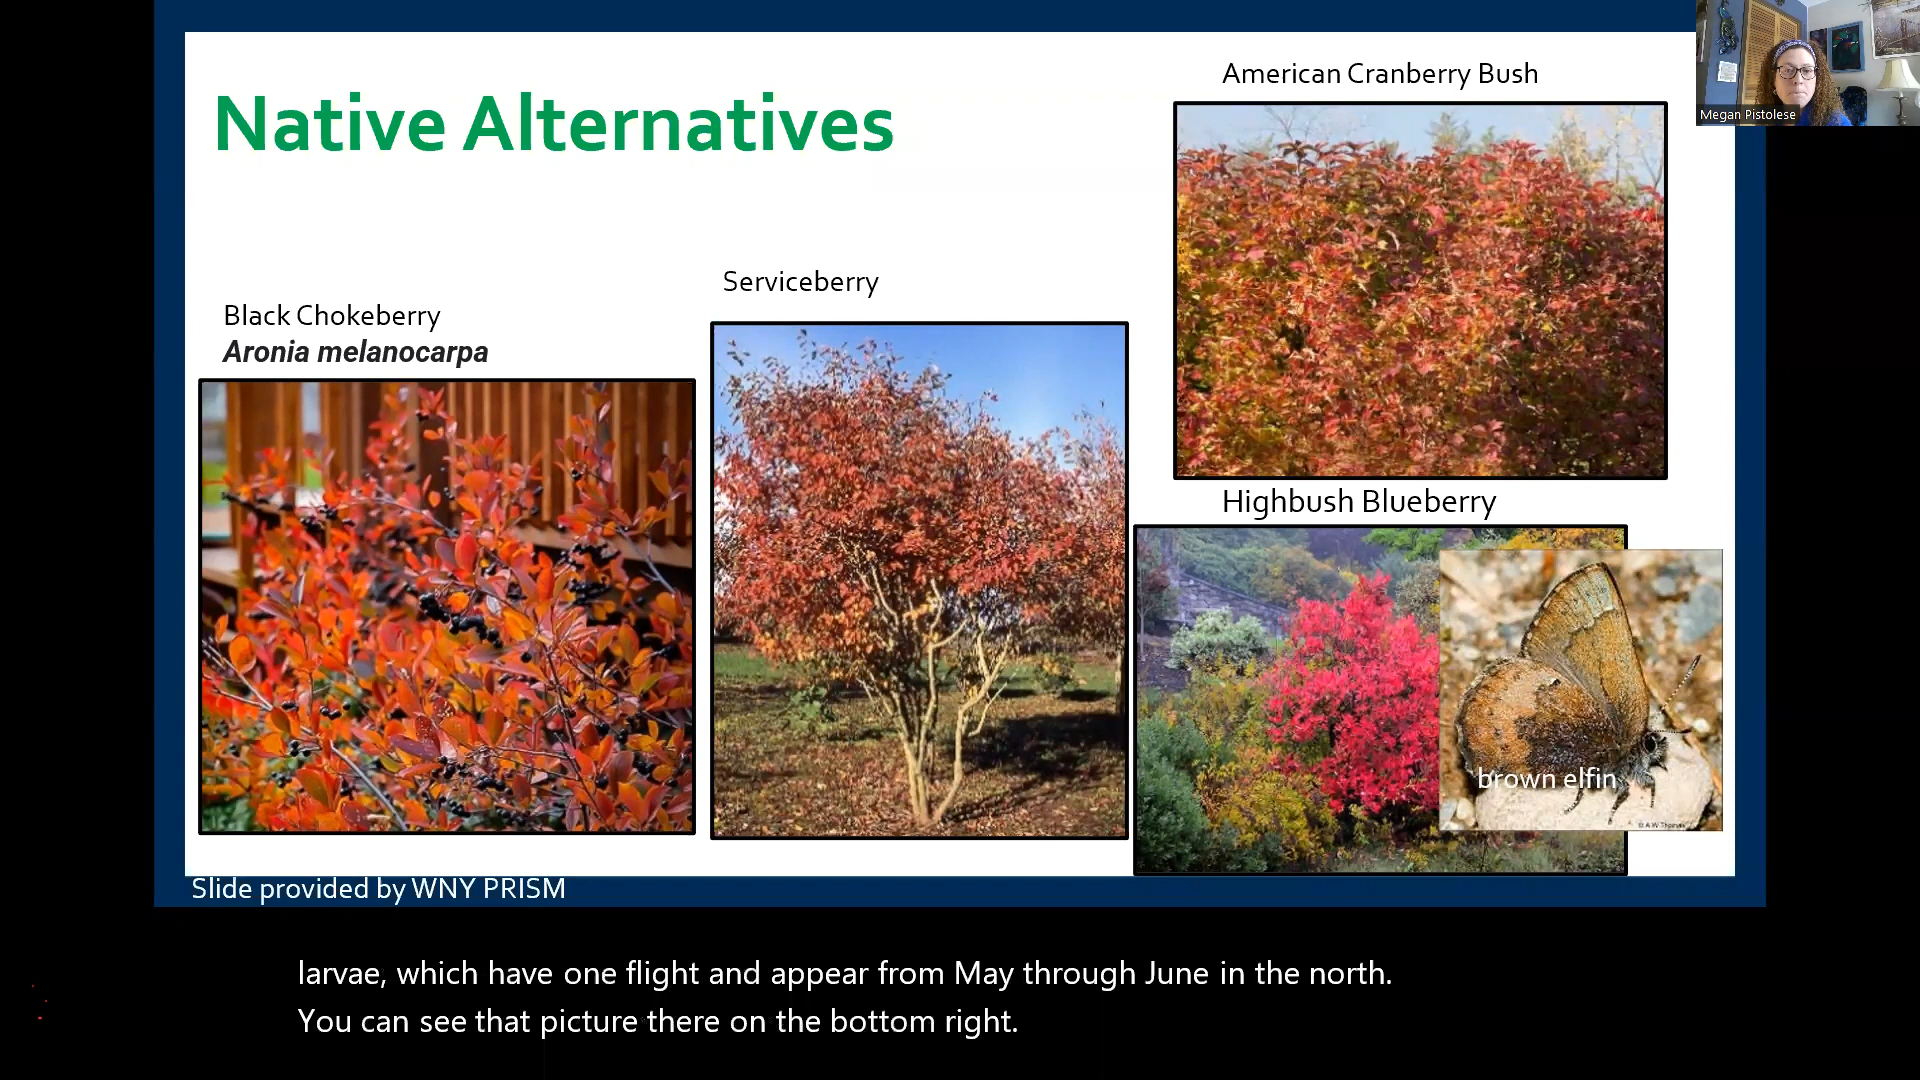 Native Alternatives
American Cranberry Bush
Megan Pistolese
Serviceberry
Black Chokeberry
Aronia melanocarpa
Highbush Blueberry
brown elfin
Slide provided by WNY PRISM
larvae, which have one flight and appear from May through June in the north.
You can see that picture there on the bottom right.